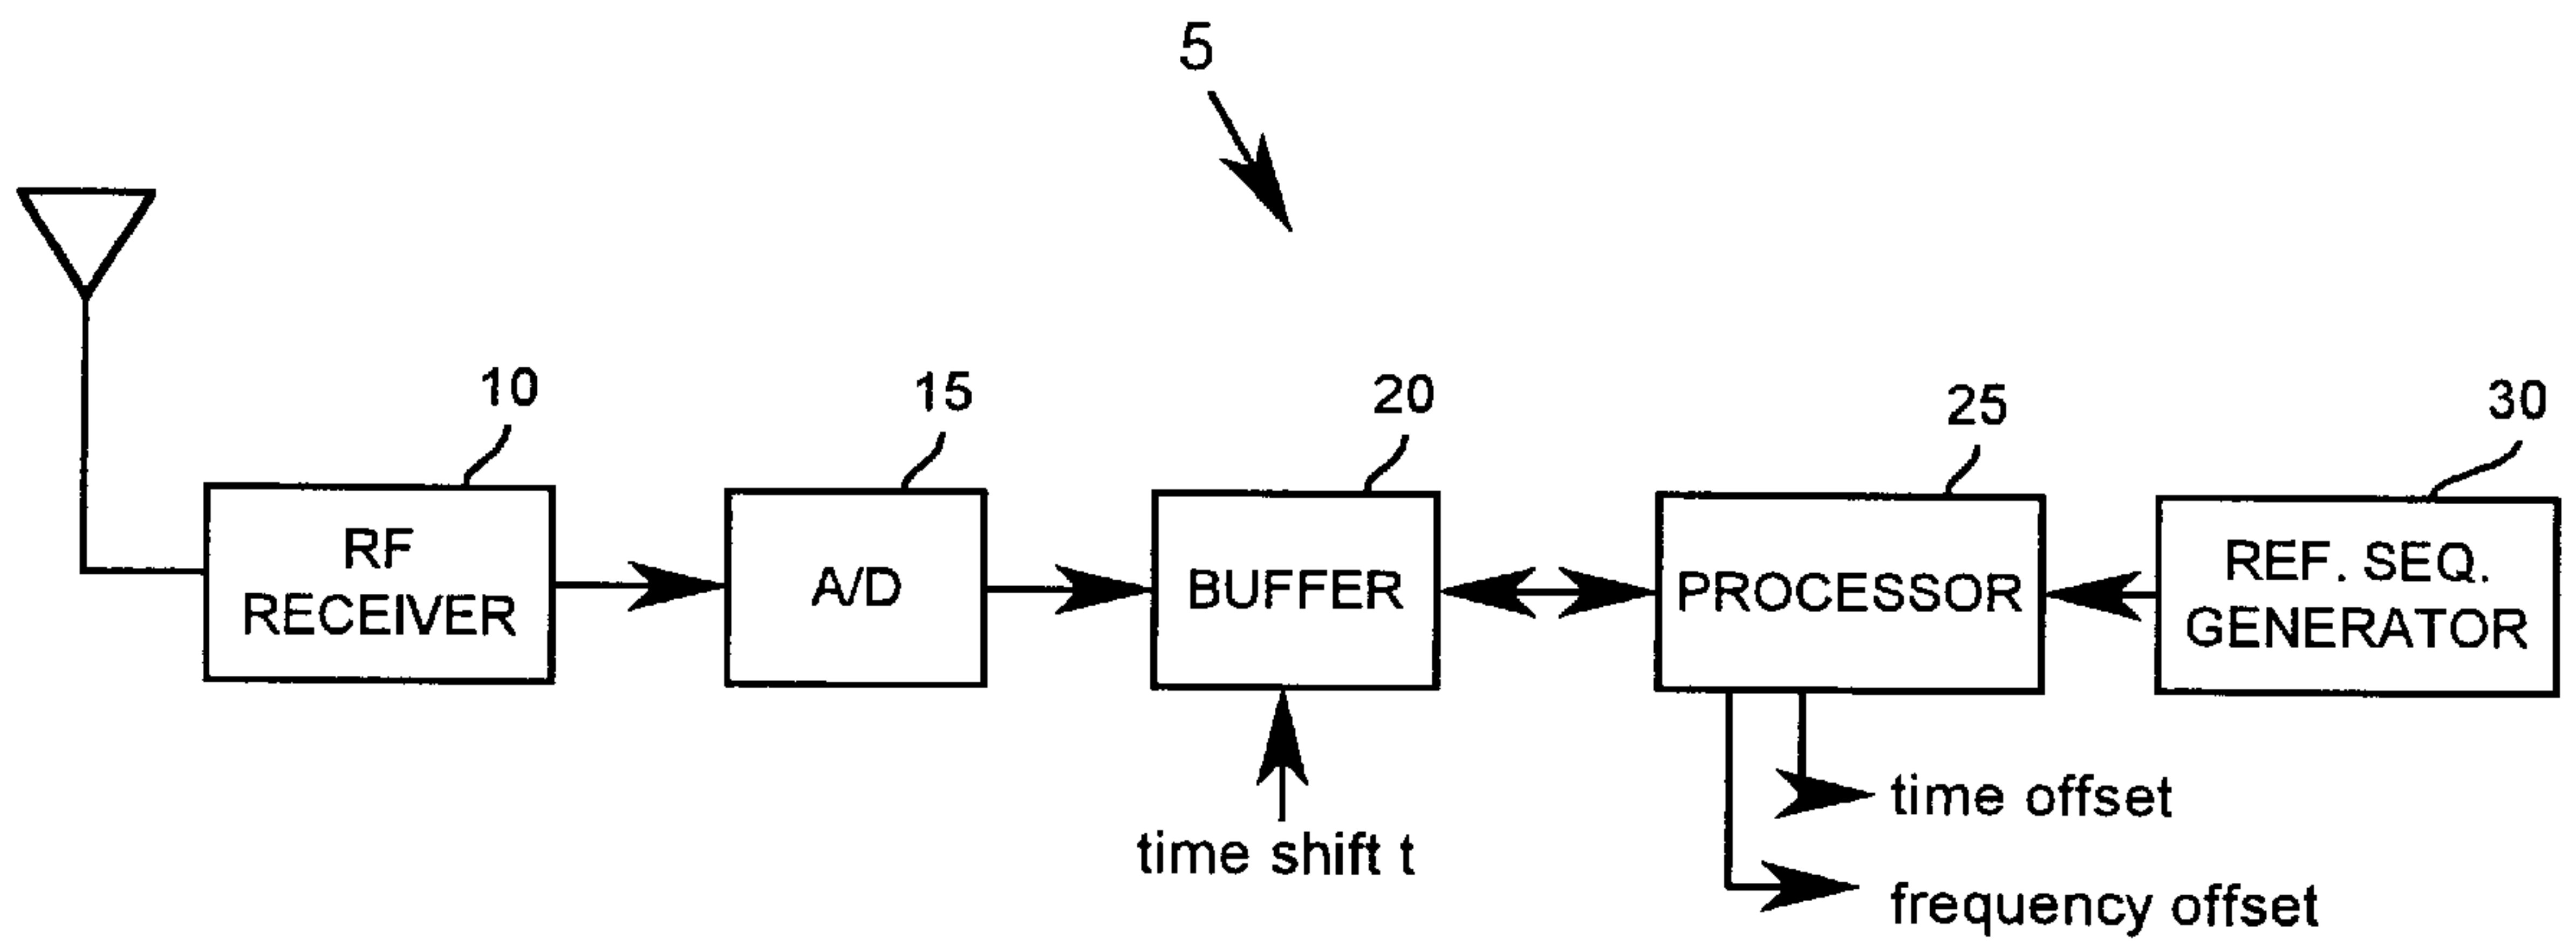 5
10
15
20
25
30
RF
RECEIVER
A/D
BUFFER
PROCESSOR
REF. SEQ.
GENERATOR
time shift t
time offset
frequency offset